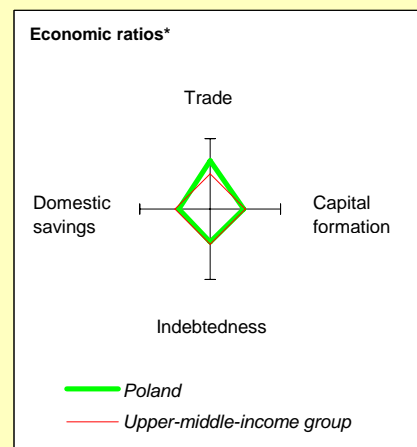 Economic ratios*
Trade
Domestic
savings
Capital
formation
Indebtedness
Poland
Upper-middle-income group